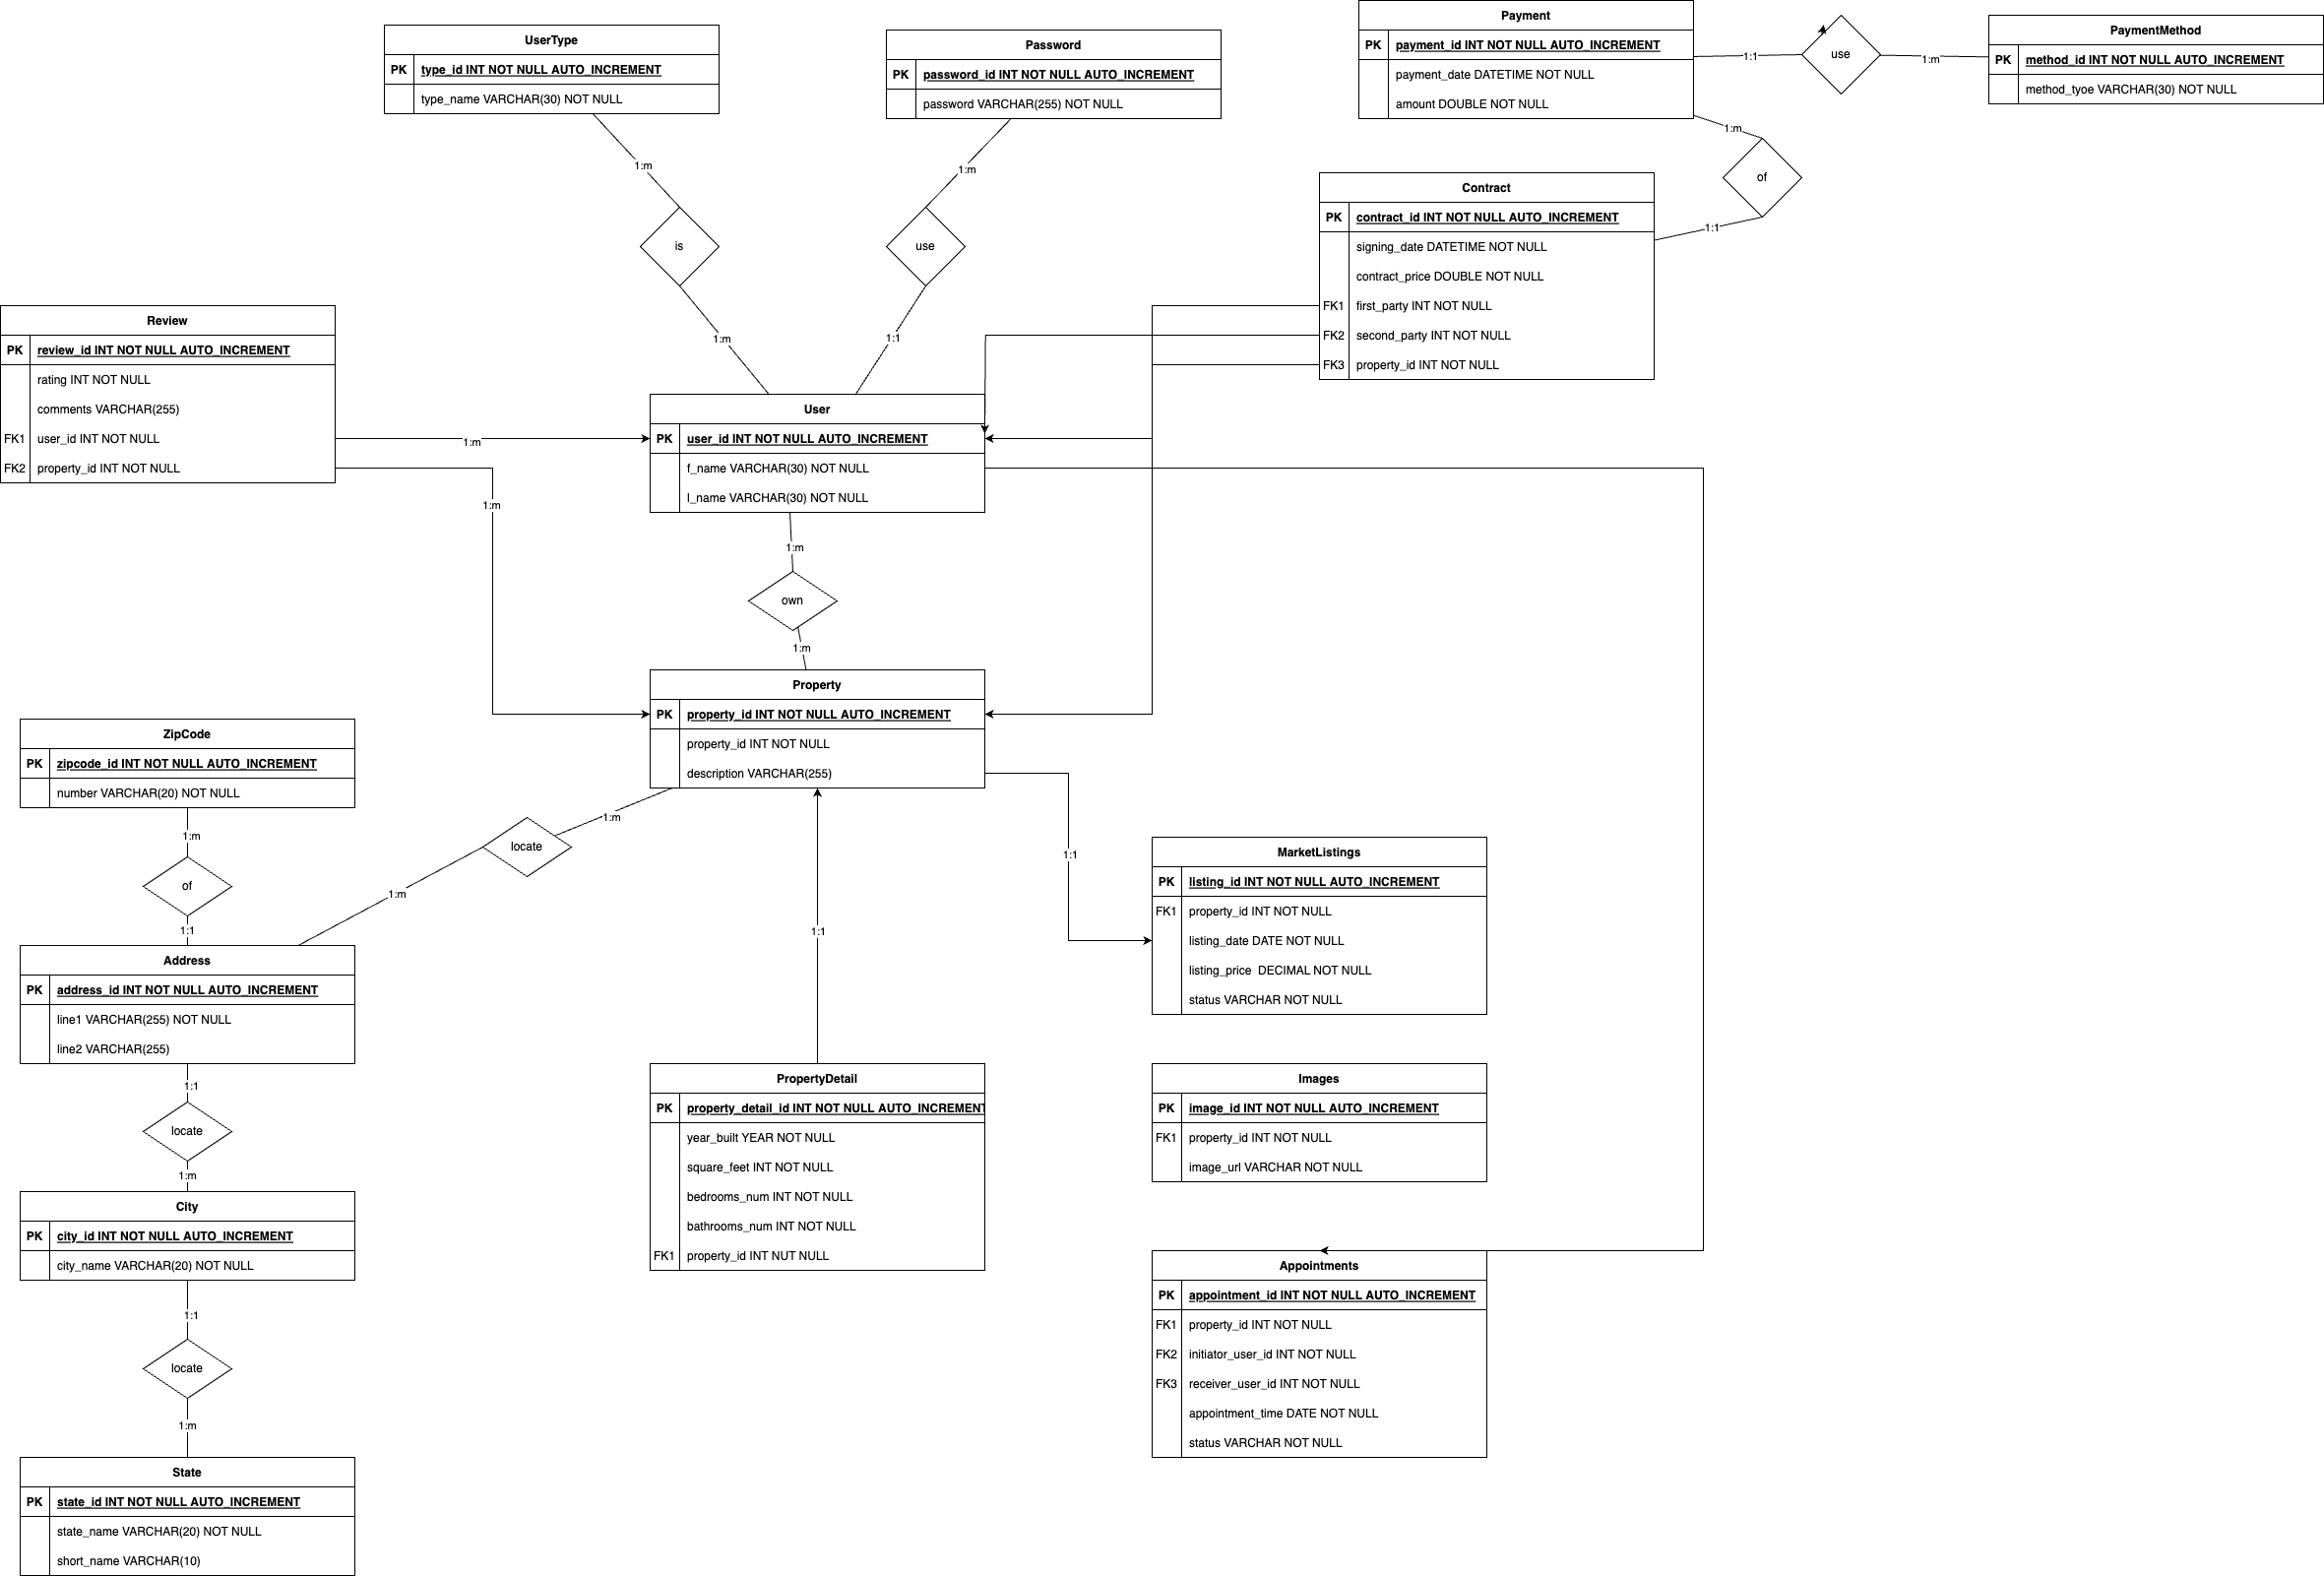 UserType
PK type_id INT NOT NULL AUTO_INCREMENT
type_name VARCHAR(30) NOT NULL
Password
PK password_id INT NOT NULL AUTO_INCREMENT
password VARCHAR(255) NOT NULL
Payment
PK payment_id INT NOT NULL AUTO_INCREMENT
payment_date DATETIME NOT NULL
amount DOUBLE NOT NULL
1:1
use
1:m
PaymentMethod
PK method_id INT NOT NULL AUTO_INCREMENT
method_tyoe VARCHAR(30) NOT NULL
1:m
of
1:1
1:m
is
1:m
1:m
use
1:1
Contract
PK contract_id INT NOT NULL AUTO_INCREMENT
signing_date DATETIME NOT NULL
contract_price DOUBLE NOT NULL
FK1 first_party INT NOT NULL
FK2 second_party INT NOT NULL
FK3 property_id INT NOT NULL
Review
PK review_id INT NOT NULL AUTO_INCREMENT
rating INT NOT NULL
comments VARCHAR(255)
FK1 user_id INT NOT NULL
FK2 property_id INT NOT NULL
1:m
1:m
User
PK user_id INT NOT NULL AUTO_INCREMENT
f_name VARCHAR(30) NOT NULL
l_name VARCHAR(30) NOT NULL
1:m
own
1:m
Property
PK property_id INT NOT NULL AUTO_INCREMENT
property_id INT NOT NULL
description VARCHAR(255)
ZipCode
PK zipcode_id INT NOT NULL AUTO_INCREMENT
number VARCHAR(20) NOT NULL
1:m
of
1:1
1:m
locate
1:m
1:1
1:1
MarketListings
PK listing_id INT NOT NULL AUTO_INCREMENT
FK1 property_id INT NOT NULL
listing_date DATE NOT NULL
listing_price DECIMAL NOT NULL
status VARCHAR NOT NULL
Address
PK address_id INT NOT NULL AUTO_INCREMENT
line1 VARCHAR(255) NOT NULL
line2 VARCHAR(255)
1:1
locate
1:m
PropertyDetail
PK property_detail_id INT NOT NULL AUTO_INCREMENT
year_built YEAR NOT NULL
square_feet INT NOT NULL
bedrooms_num INT NOT NULL
bathrooms_num INT NOT NULL
FK1 property_id INT NUT NULL
Images
PK image_id INT NOT NULL AUTO_INCREMENT
FK1 property_id INT NOT NULL
image_url VARCHAR NOT NULL
City
PK city_id INT NOT NULL AUTO_INCREMENT
city_name VARCHAR(20) NOT NULL
1:1
locate
1:m
Appointments
PK appointment_id INT NOT NULL AUTO_INCREMENT
FK1 property_id INT NOT NULL
FK2 initiator_user_id INT NOT NULL
FK3 receiver_user_id INT NOT NULL
appointment_time DATE NOT NULL
status VARCHAR NOT NULL
State
PK state_id INT NOT NULL AUTO_INCREMENT
state_name VARCHAR(20) NOT NULL
short_name VARCHAR(10)